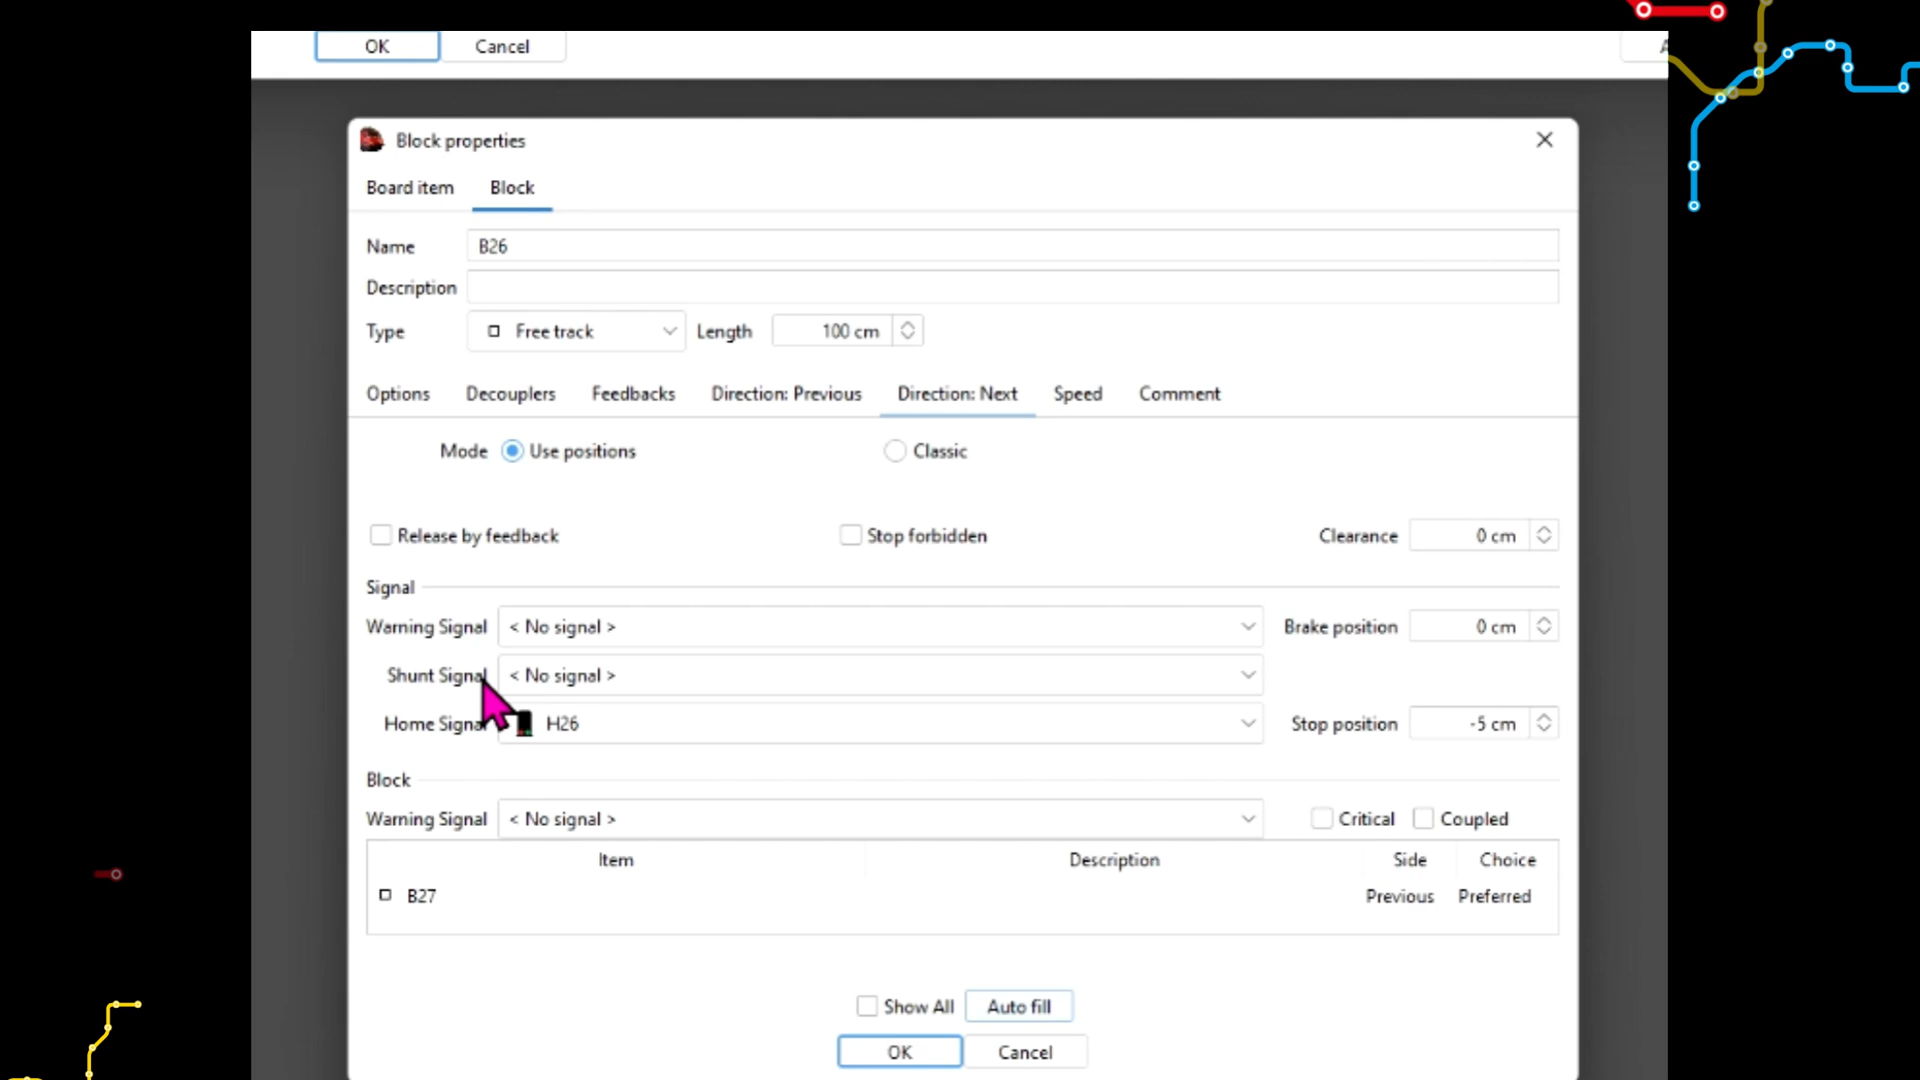 OK Cancel
Block properties
Board item Block
Name B26
Description
Type Free track Length 100 cm
Options Decouplers Feedbacks Direction: Previous Direction: Next Speed Comment
Mode Use positions Classic
Release by feedback Stop forbidden Clearance 0 cm
Signal
Warning Signal < No signal > Brake position 0 cm
Shunt Signal < No signal >
Home Signal H26 Stop position -5 cm
Block
Warning Signal < No signal > Critical Coupled
Item Description Side Choice
B27 Previous Preferred
Show All Auto fill
OK Cancel